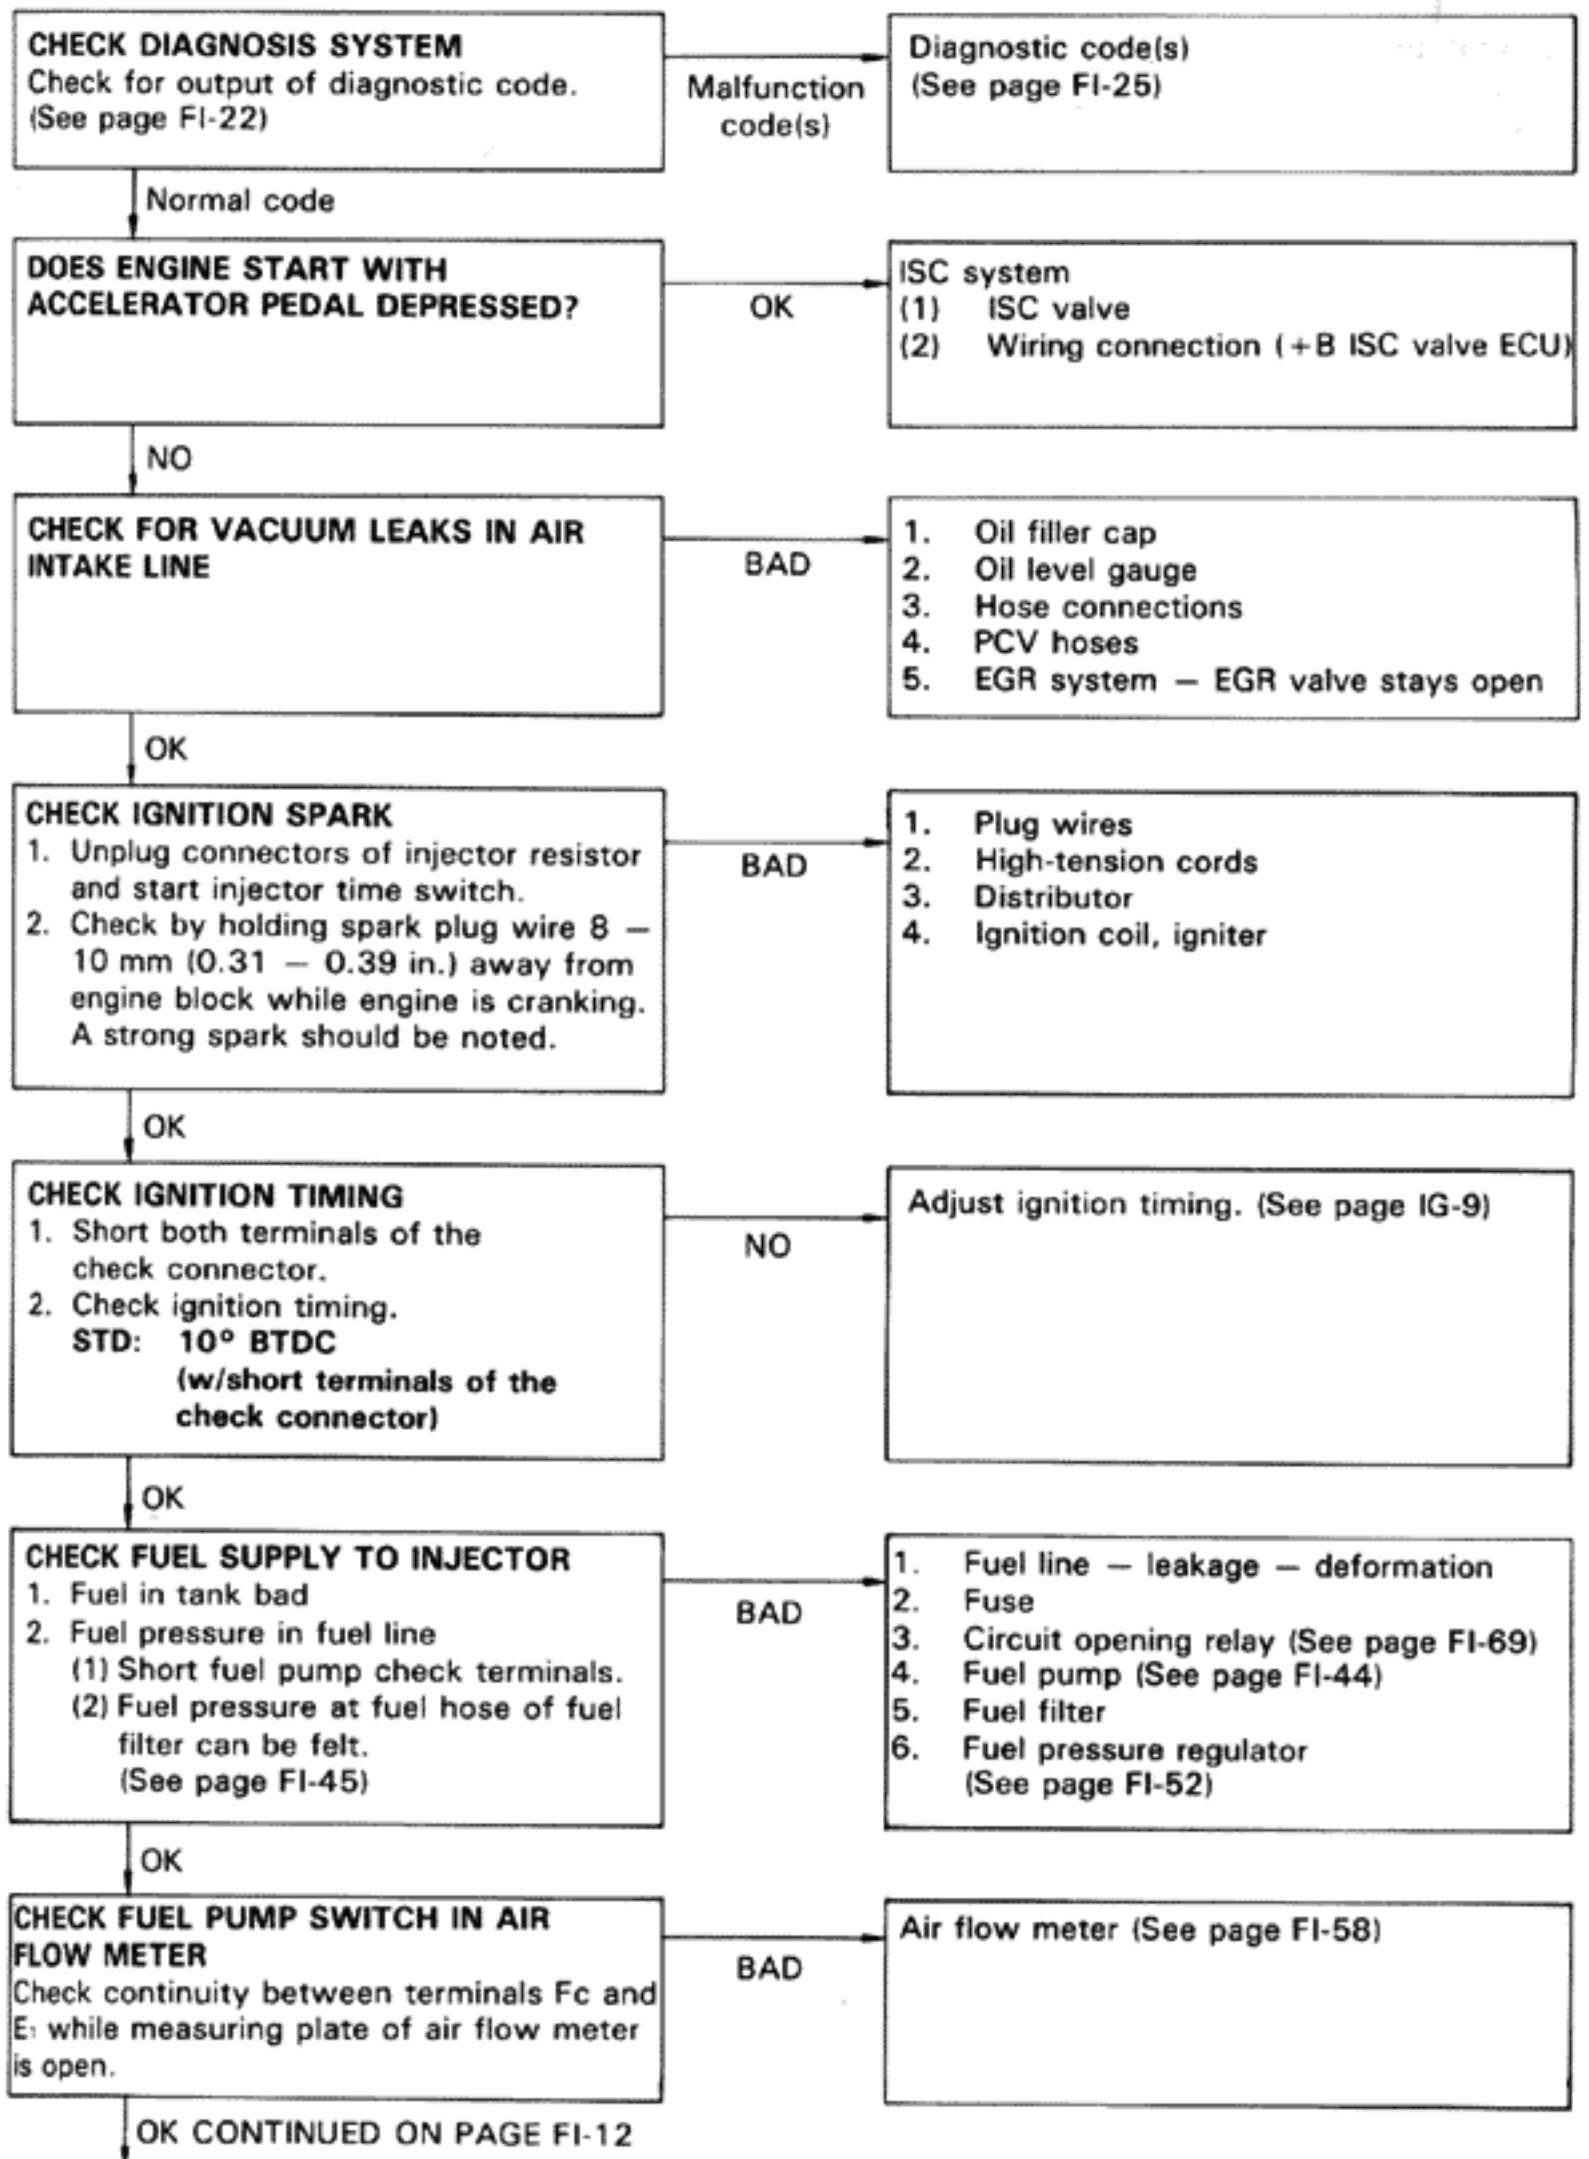 CHECK DIAGNOSIS SYSTEM
Check for output of diagnostic code.
(See page FI-22)
Malfunction
code(s)
Diagnostic code(s)
(See page FI-25)
Normal code
DOES ENGINE START WITH
ACCELERATOR PEDAL DEPRESSED?
OK
ISC system
(1) ISC valve
(2) Wiring connection (+B ISC valve ECU)
NO
CHECK FOR VACUUM LEAKS IN AIR
INTAKE LINE
BAD
1. Oil filler cap
2. Oil level gauge
3. Hose connections
4. PCV hoses
5. EGR system — EGR valve stays open
OK
CHECK IGNITION SPARK
1. Unplug connectors of injector resistor
and start injector time switch.
2. Check by holding spark plug wire 8 —
10 mm (0.31 — 0.39 in.) away from
engine block while engine is cranking.
A strong spark should be noted.
BAD
1. Plug wires
2. High-tension cords
3. Distributor
4. Ignition coil, igniter
OK
CHECK IGNITION TIMING
1. Short both terminals of the
check connector.
2. Check ignition timing.
STD: 10° BTDC
(w/short terminals of the
check connector)
NO
Adjust ignition timing. (See page IG-9)
OK
CHECK FUEL SUPPLY TO INJECTOR
1. Fuel in tank bad
2. Fuel pressure in fuel line
(1) Short fuel pump check terminals.
(2) Fuel pressure at fuel hose of fuel
filter can be felt.
(See page FI-45)
BAD
1. Fuel line — leakage — deformation
2. Fuse
3. Circuit opening relay (See page FI-69)
4. Fuel pump (See page FI-44)
5. Fuel filter
6. Fuel pressure regulator
(See page FI-52)
OK
CHECK FUEL PUMP SWITCH IN AIR
FLOW METER
Check continuity between terminals Fc and
E₁ while measuring plate of air flow meter
is open.
BAD
Air flow meter (See page FI-58)
OK CONTINUED ON PAGE FI-12